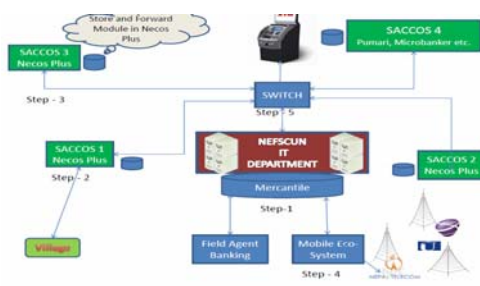 Store and Forward
Module in Necos
Plus
SACCOS 3
Necos Plus
SACCOS 4
Pumari, Microbanker etc.
SWITCH
Step - 3
Step - 5
NEFSCUN
IT
DEPARTMENT
SACCOS 1
Necos Plus
SACCOS 2
Necos Plus
Step - 2
Mercantile
Step-1
Village
Field Agent
Banking
Mobile Eco-
System
Step - 4
NEPAL TELECOM